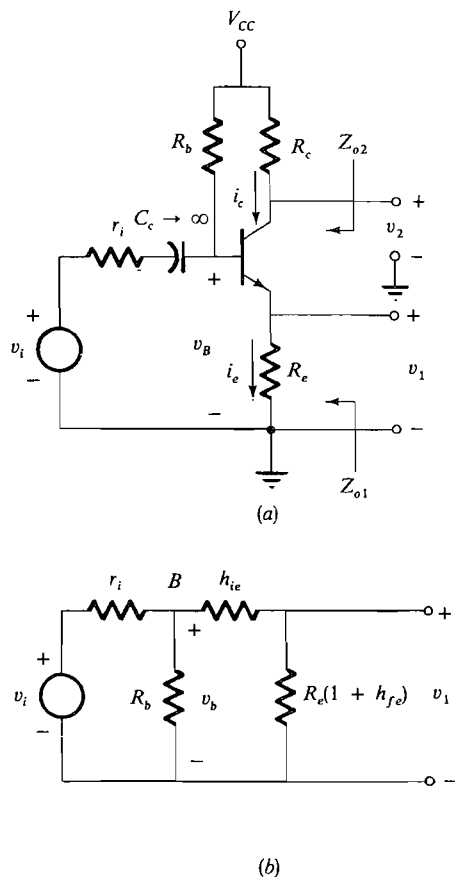 V_CC
R_b
R_c
Z_o2
i_c
C_c → ∞
r_i
+
v_2
+
−
+
+
v_i
v_B
i_e
R_e
v_1
−
−
−
Z_o1
(a)
r_i
B
h_ie
+
+
+
v_i
R_b
v_b
R_e(1 + h_fe)
v_1
−
−
−
(b)